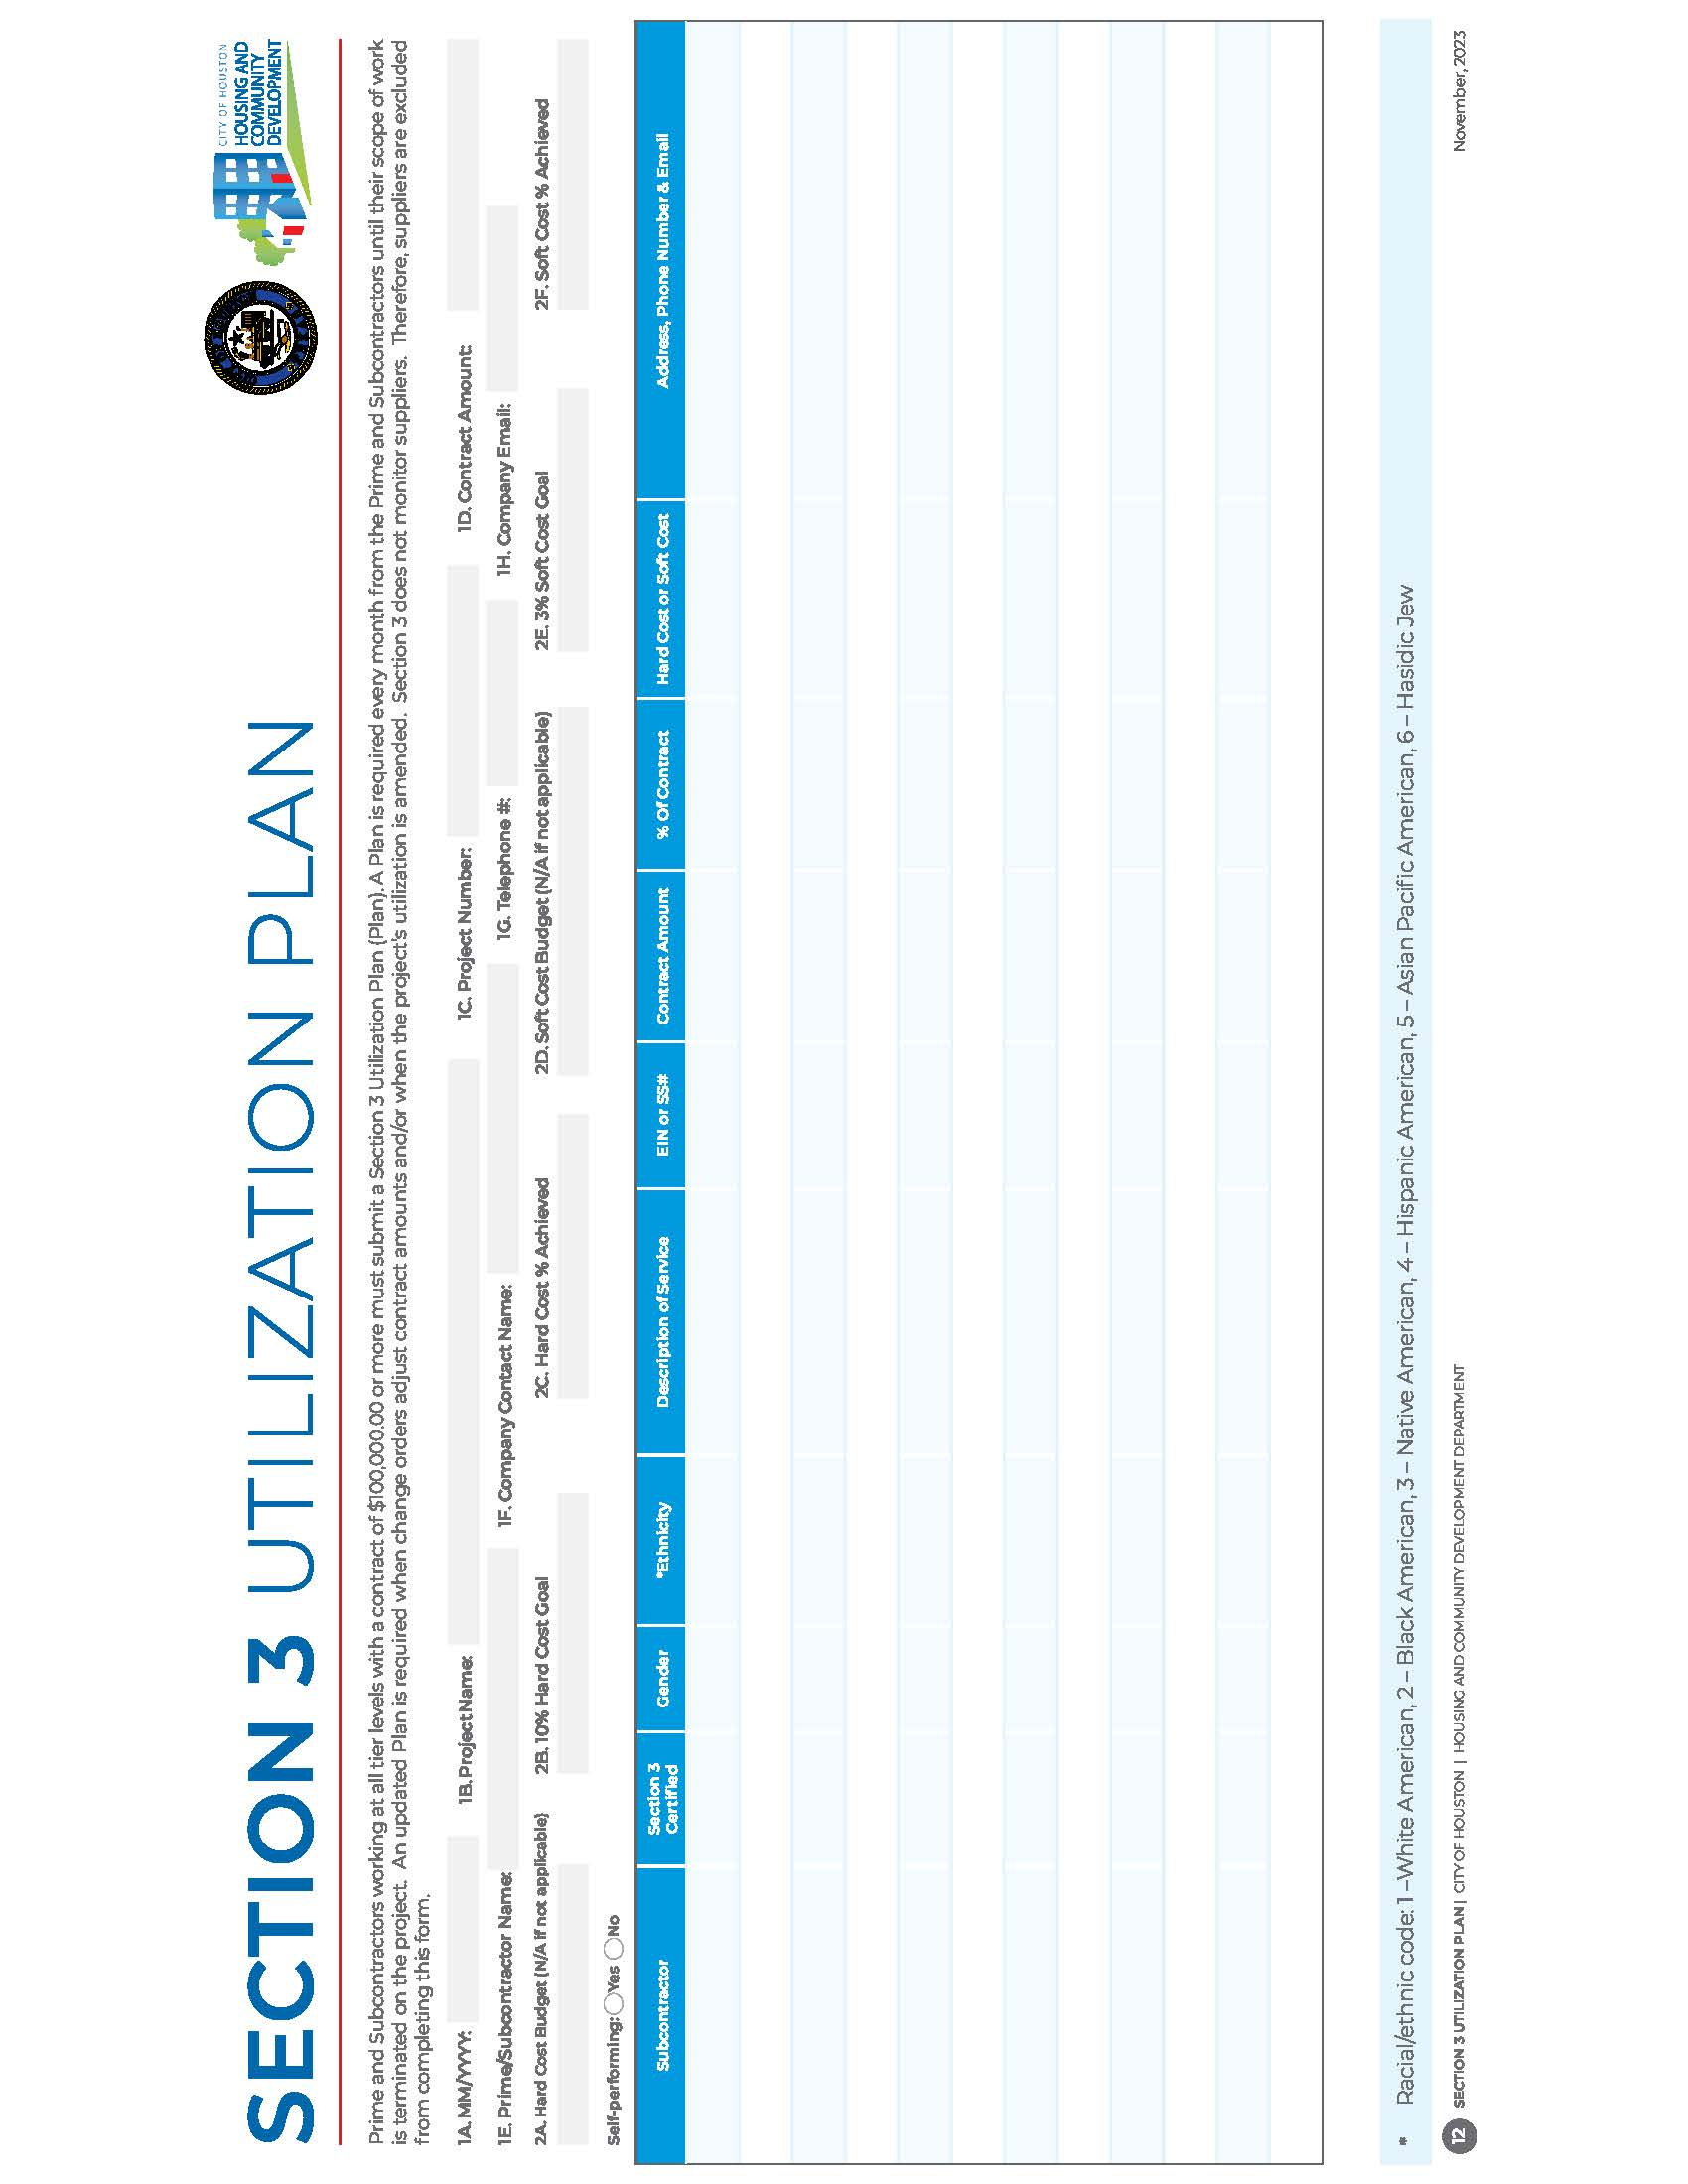 SECTION 3 UTILIZATION PLAN
CITY OF HOUSTON
HOUSING AND
COMMUNITY
DEVELOPMENT
Prime and Subcontractors working at all tier levels with a contract of $100,000.00 or more must submit a Section 3 Utilization Plan (Plan). A Plan is required every month from the Prime and Subcontractors until their scope of work
is terminated on the project. An updated Plan is required when change orders adjust contract amounts and/or when the project's utilization is amended. Section 3 does not monitor suppliers. Therefore, suppliers are excluded
from completing this form.
1A. MM/YYYY: 1B. Project Name: 1C. Project Number: 1D. Contract Amount:
1E. Prime/Subcontractor Name: 1F. Company Contact Name: 1G. Telephone #: 1H. Company Email:
2A. Hard Cost Budget (N/A if not applicable) 2B. 10% Hard Cost Goal 2C. Hard Cost % Achieved 2D. Soft Cost Budget (N/A if not applicable) 2E. 3% Soft Cost Goal 2F. Soft Cost % Achieved
Self-performing: Yes No
Subcontractor
Section 3
Certified
Gender
*Ethnicity
Description of Service
EIN or SS#
Contract Amount
% Of Contract
Hard Cost or Soft Cost
Address, Phone Number & Email
* Racial/ethnic code: 1 –White American, 2 – Black American, 3 – Native American, 4 – Hispanic American, 5 – Asian Pacific American, 6 – Hasidic Jew
12 SECTION 3 UTILIZATION PLAN | CITY OF HOUSTON | HOUSING AND COMMUNITY DEVELOPMENT DEPARTMENT November, 2023